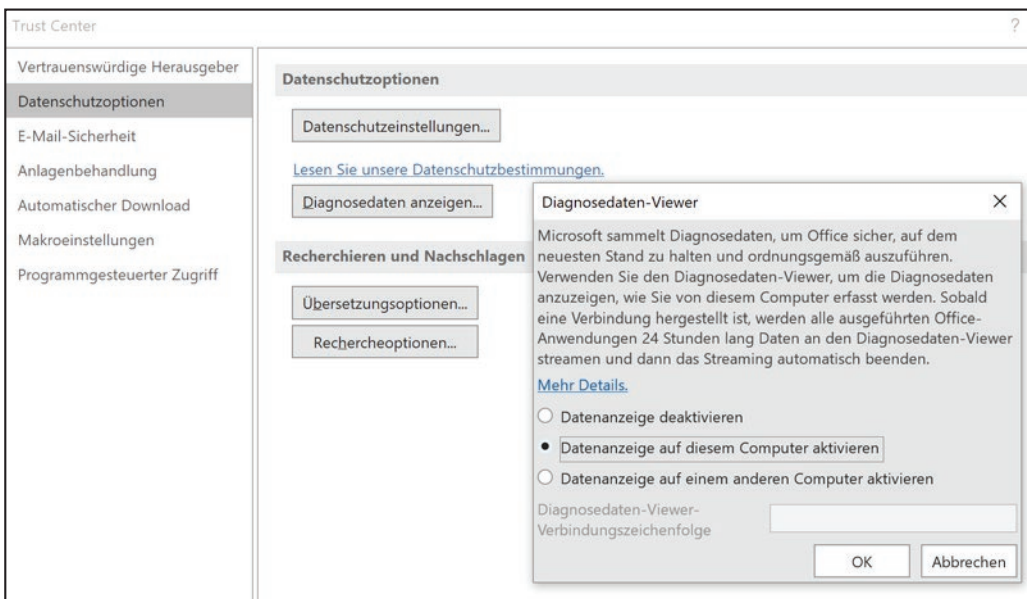 Trust Center
?
Vertrauenswürdige Herausgeber
Datenschutzoptionen
E-Mail-Sicherheit
Anlagenbehandlung
Automatischer Download
Makroeinstellungen
Programmgesteuerter Zugriff
Datenschutzoptionen
Datenschutzeinstellungen...
Lesen Sie unsere Datenschutzbestimmungen.
Diagnosedaten anzeigen...
Recherchieren und Nachschlagen
Übersetzungsoptionen...
Rechercheoptionen...
Diagnosedaten-Viewer
Microsoft sammelt Diagnosedaten, um Office sicher, auf dem
neuesten Stand zu halten und ordnungsgemäß auszuführen.
Verwenden Sie den Diagnosedaten-Viewer, um die Diagnosedaten
anzuzeigen, wie Sie von diesem Computer erfasst werden. Sobald
eine Verbindung hergestellt ist, werden alle ausgeführten Office-
Anwendungen 24 Stunden lang Daten an den Diagnosedaten-Viewer
streamen und dann das Streaming automatisch beenden.
Mehr Details.
Datenanzeige deaktivieren
Datenanzeige auf diesem Computer aktivieren
Datenanzeige auf einem anderen Computer aktivieren
Diagnosedaten-Viewer-
Verbindungszeichenfolge
OK
Abbrechen